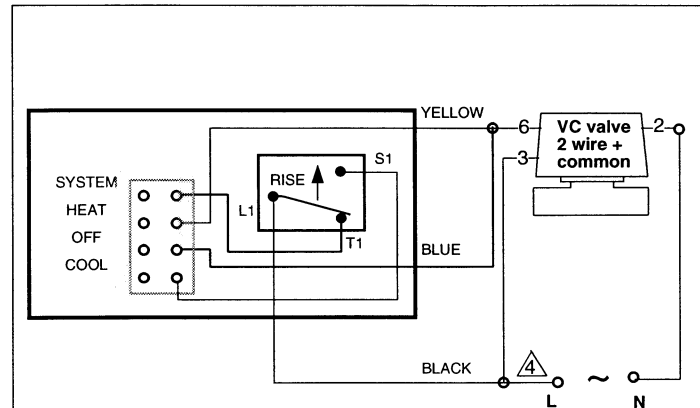 YELLOW
6
VC valve
2 wire +
common
2
3
S1
RISE
L1
T1
SYSTEM
HEAT
OFF
COOL
BLUE
BLACK
4
L
~
N